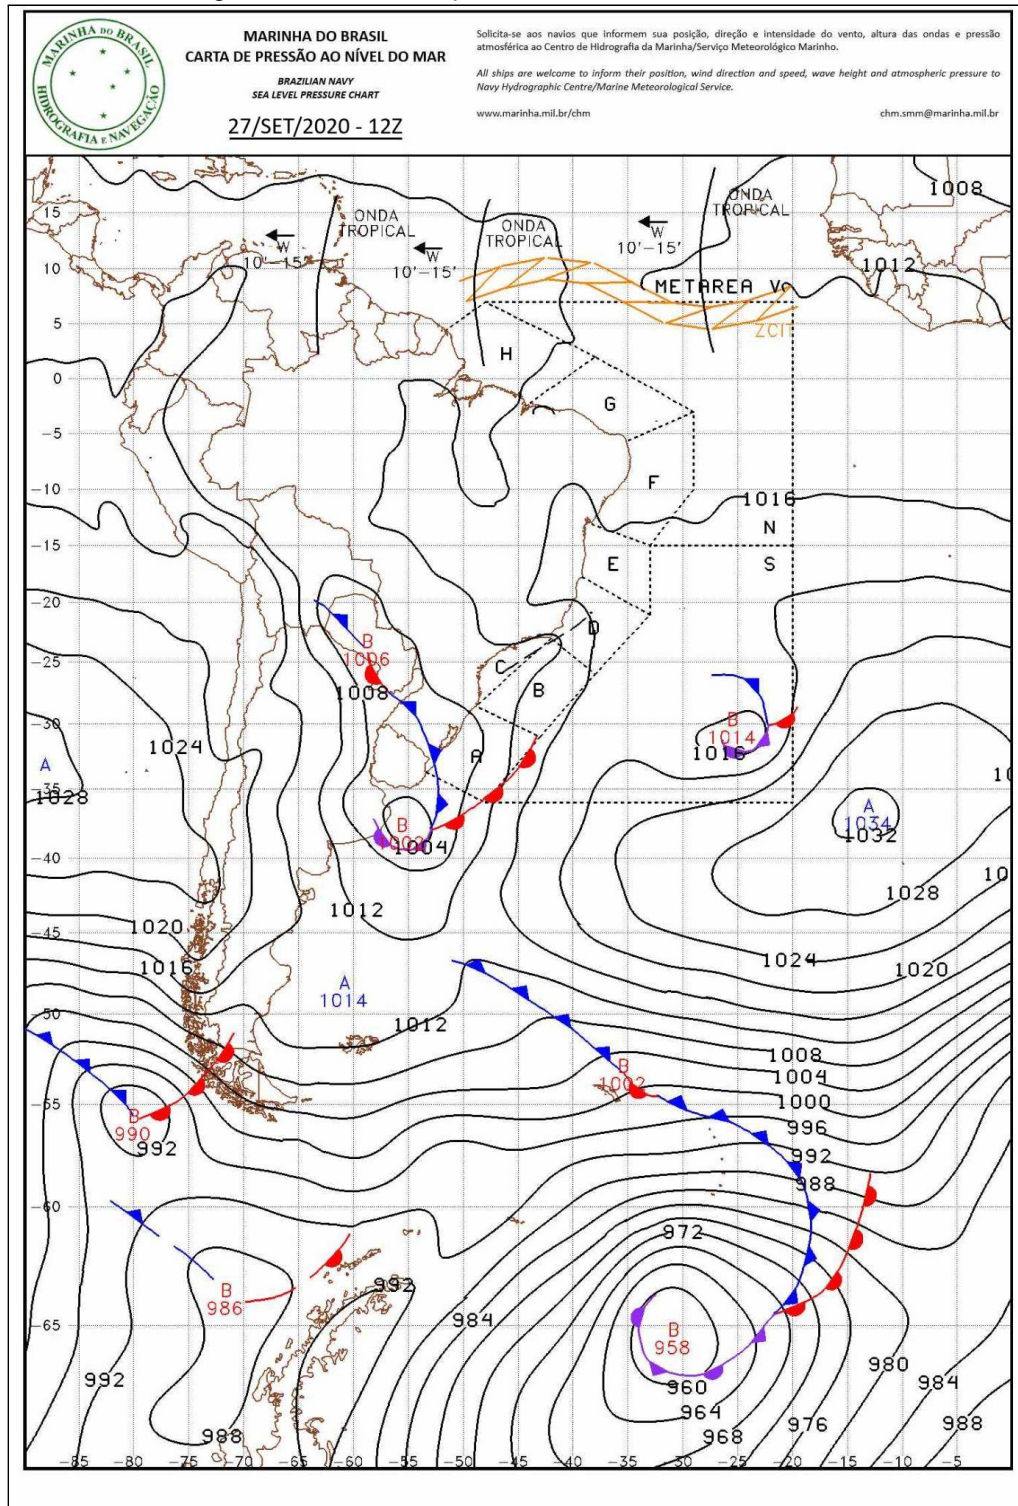 MARINHA DO BRASIL
HIDROGRAFIA E NAVEGAÇÃO
MARINHA DO BRASIL
CARTA DE PRESSÃO AO NÍVEL DO MAR
BRAZILIAN NAVY
SEA LEVEL PRESSURE CHART
27/SET/2020 - 12Z
Solicita-se aos navios que informem sua posição, direção e intensidade do vento, altura das ondas e pressão
atmosférica ao Centro de Hidrografia da Marinha/Serviço Meteorológico Marinho.
All ships are welcome to inform their position, wind direction and speed, wave height and atmospheric pressure to
Navy Hydrographic Centre/Marine Meteorological Service.
www.marinha.mil.br/chm
chm.smm@marinha.mil.br
1008
15
ONDA
TROPICAL
ONDA
TROPICAL
ONDA
TROPICAL
W
10'-15'
W
10'-15'
W
10'-15'
10
1012
METAREA V
5
ZCIT
H
0
G
-5
F
-10
1016
N
-15
E
S
-20
D
B
1006
C
-25
B
1008
-30
B
1014
1016
1024
A
A
-35
1028
A
1034
1032
B
1002
1004
-40
1028
10
1020
1012
-45
1024
1020
1016
A
1014
-50
1012
1008
B
1002
1004
-55
1000
B
990
996
992
992
988
-60
972
B
986
992
984
-65
B
958
980
992
960
984
964
976
988
988
968
-85
-80
-75
-70
-65
-60
-55
-50
-45
-40
-35
-30
-25
-20
-15
-10
-5